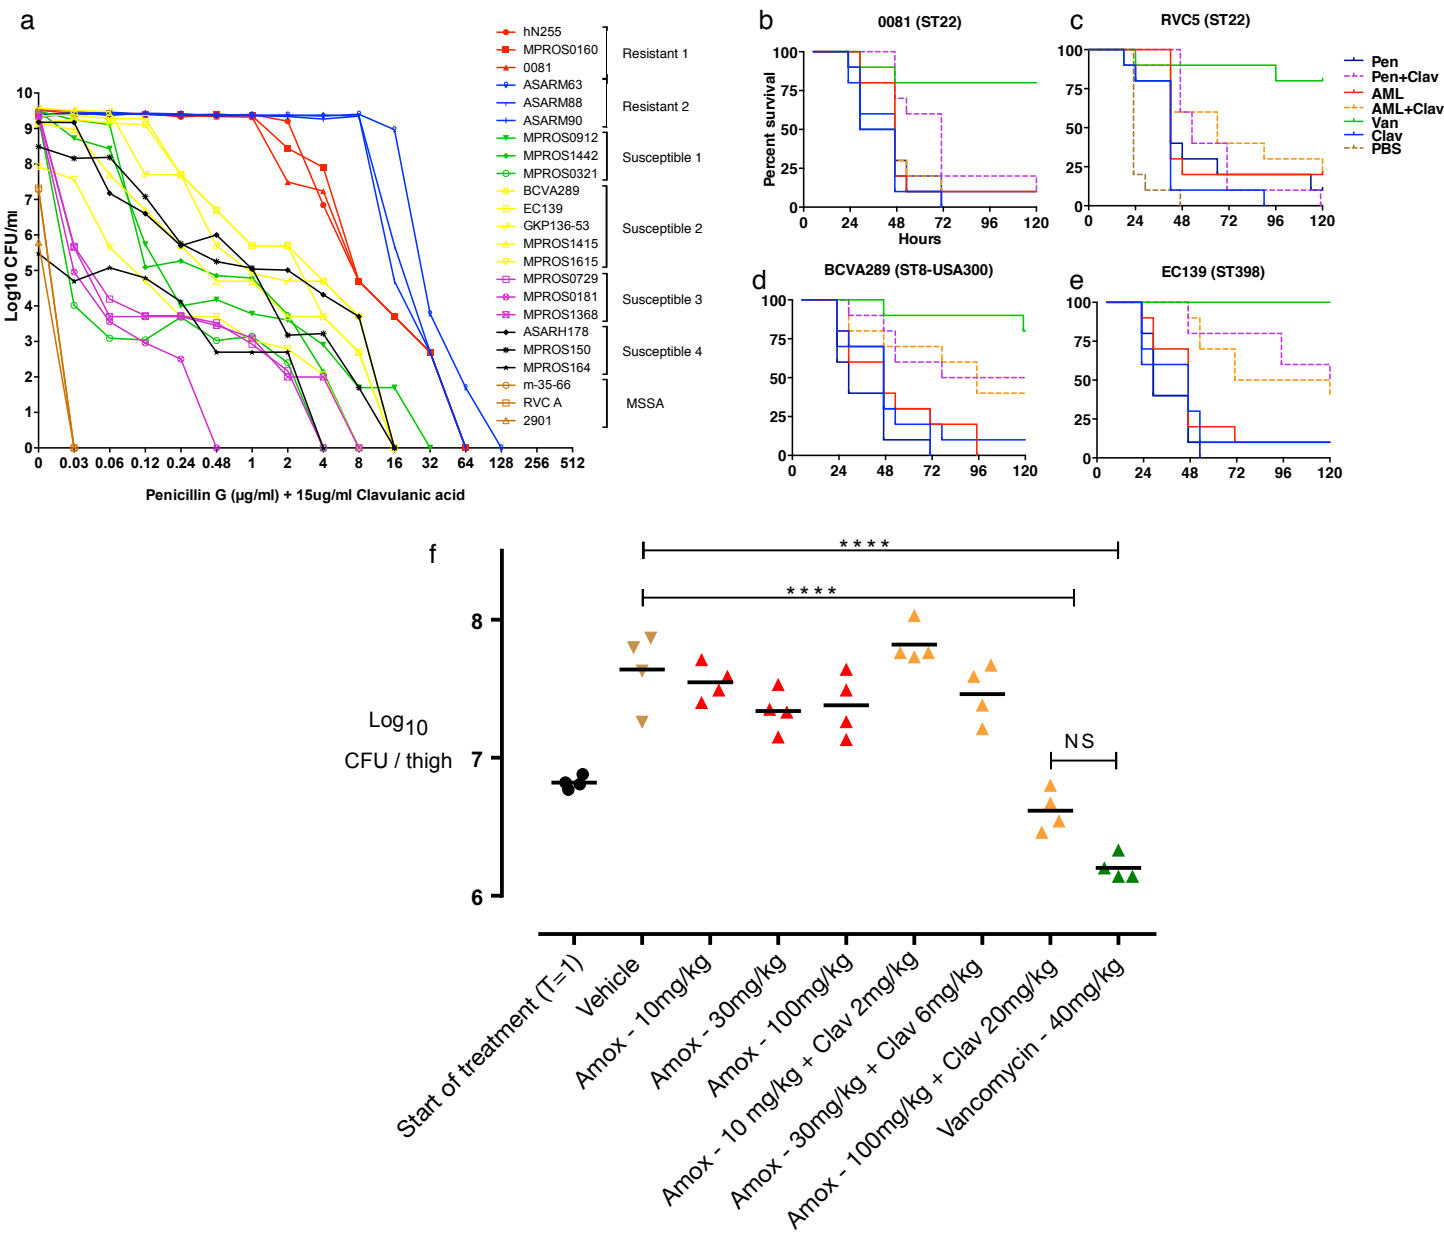 a
hN255
MPROS0160
0081
Resistant 1
ASARM63
ASARM88
ASARM90
Resistant 2
MPROS0912
MPROS1442
MPROS0321
Susceptible 1
BCVA289
EC139
GKP136-53
MPROS1415
MPROS1615
Susceptible 2
MPROS0729
MPROS0181
MPROS1368
Susceptible 3
ASARH178
MPROS150
MPROS164
Susceptible 4
m-35-66
RVC A
2901
MSSA
Log10 CFU/ml
10
9
8
7
6
5
4
3
2
1
0
0 0.03 0.06 0.12 0.24 0.48 1 2 4 8 16 32 64 128 256 512
Penicillin G (µg/ml) + 15ug/ml Clavulanic acid
b
0081 (ST22)
Percent survival
100
75
50
25
0
0 24 48 72 96 120
Hours
c
RVC5 (ST22)
100
75
50
25
0
0 24 48 72 96 120
Pen
Pen+Clav
AML
AML+Clav
Van
Clav
PBS
d
BCVA289 (ST8-USA300)
100
75
50
25
0
0 24 48 72 96 120
e
EC139 (ST398)
100
75
50
25
0
0 24 48 72 96 120
f
****
****
NS
Log10
CFU / thigh
8
7
6
Start of treatment (T=1)
Vehicle
Amox - 10mg/kg
Amox - 30mg/kg
Amox - 100mg/kg
Amox - 10 mg/kg + Clav 2mg/kg
Amox - 30mg/kg + Clav 6mg/kg
Amox - 100mg/kg + Clav 20mg/kg
Vancomycin - 40mg/kg